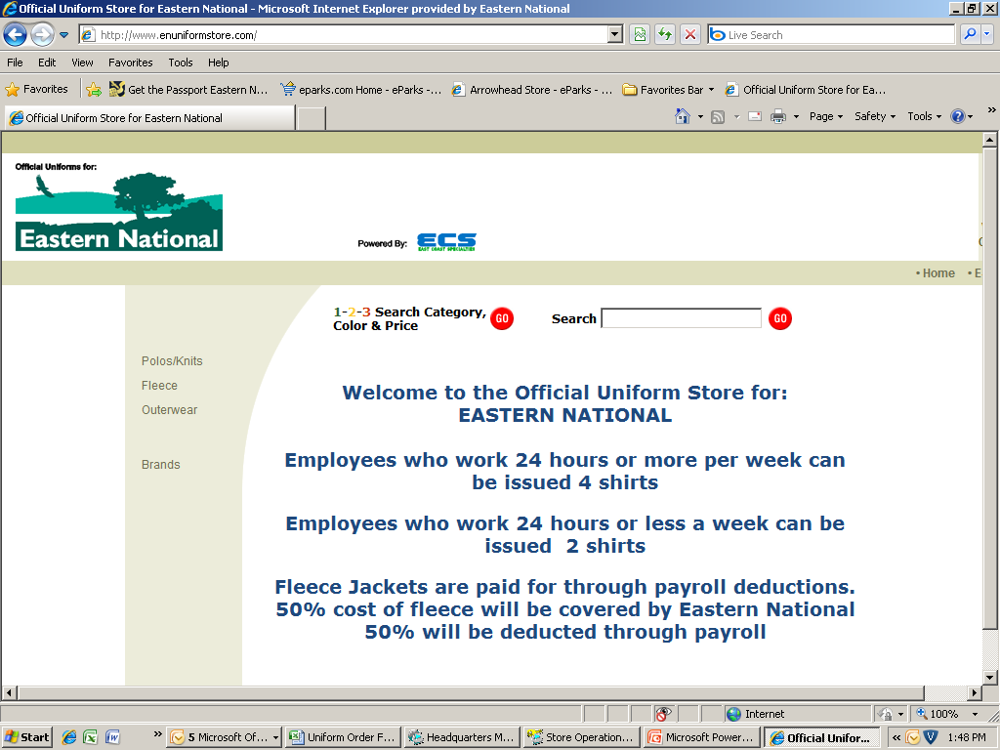 Official Uniform Store for Eastern National - Microsoft Internet Explorer provided by Eastern National
http://www.enuniformstore.com/
Live Search
File Edit View Favorites Tools Help
Favorites Get the Passport Eastern N... eparks.com Home - eParks -... Arrowhead Store - eParks - ... Favorites Bar Official Uniform Store for Ea...
Official Uniform Store for Eastern National
Page Safety Tools »
Official Uniforms for:
Eastern National
Powered By: ECS
EAST COAST SPECIALTIES
• Home • E
1-2-3 Search Category, Color & Price GO
Search GO
Polos/Knits
Fleece
Outerwear
Brands
Welcome to the Official Uniform Store for:
EASTERN NATIONAL
Employees who work 24 hours or more per week can
be issued 4 shirts
Employees who work 24 hours or less a week can be
issued 2 shirts
Fleece Jackets are paid for through payroll deductions.
50% cost of fleece will be covered by Eastern National
50% will be deducted through payroll
Internet 100%
Start » 5 Microsoft Of... Uniform Order F... Headquarters M... Store Operation... Microsoft Power... Official Unifor... « 1:48 PM